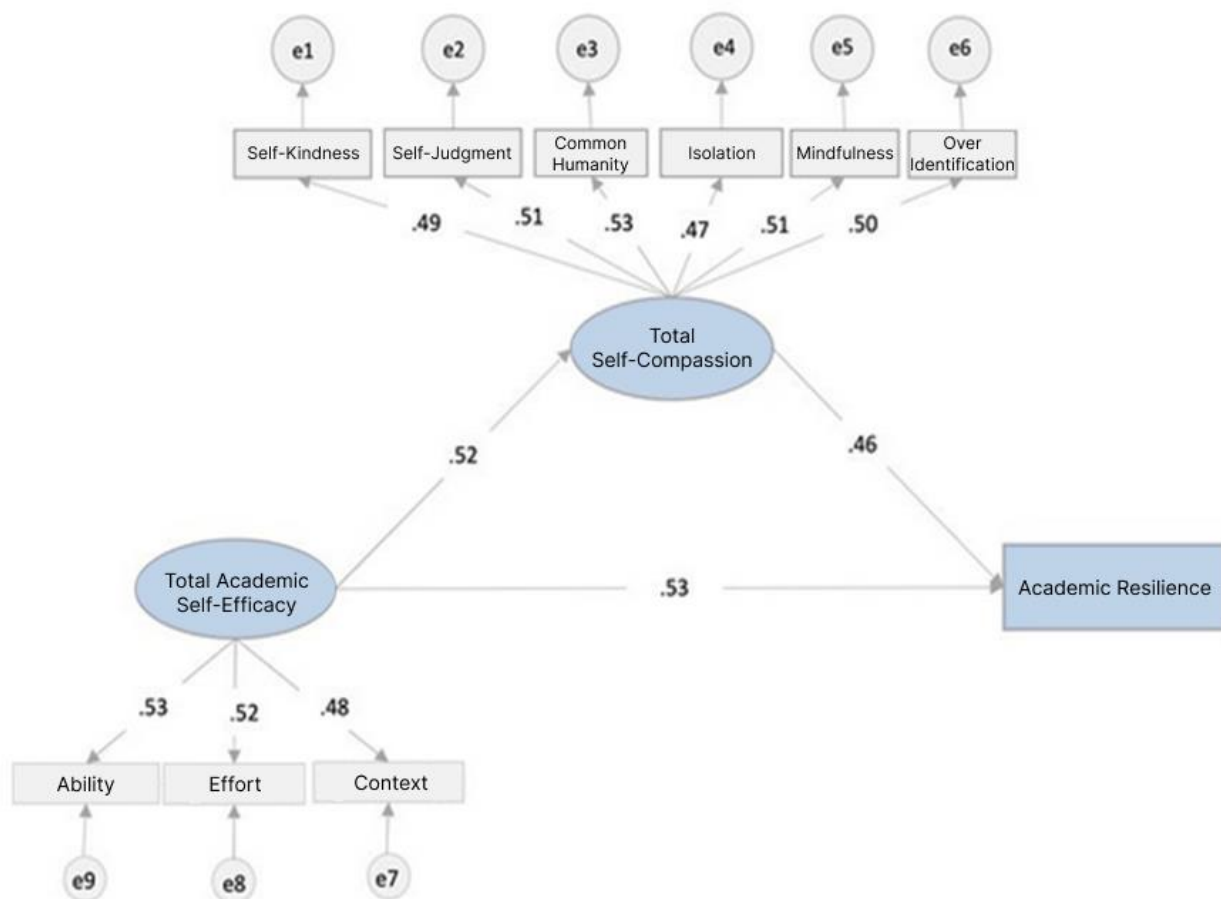 e1
e2
e3
e4
e5
e6
Self-Kindness
Self-Judgment
Common
Humanity
Isolation
Mindfulness
Over
Identification
.49
.51
.53
.47
.51
.50
Total
Self-Compassion
.52
.46
Total Academic
Self-Efficacy
.53
Academic Resilience
.53
.52
.48
Ability
Effort
Context
e9
e8
e7